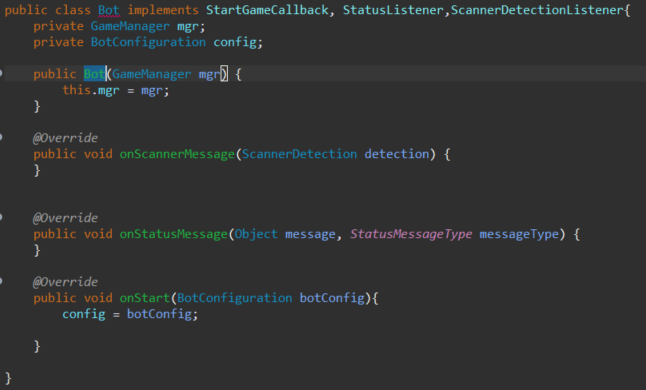 public class Bot implements StartGameCallback, StatusListener,ScannerDetectionListener{
    private GameManager mgr;
    private BotConfiguration config;

    public Bot(GameManager mgr) {
        this.mgr = mgr;
    }

    @Override
    public void onScannerMessage(ScannerDetection detection) {
    }


    @Override
    public void onStatusMessage(Object message, StatusMessageType messageType) {
    }

    @Override
    public void onStart(BotConfiguration botConfig){
        config = botConfig;

    }

}